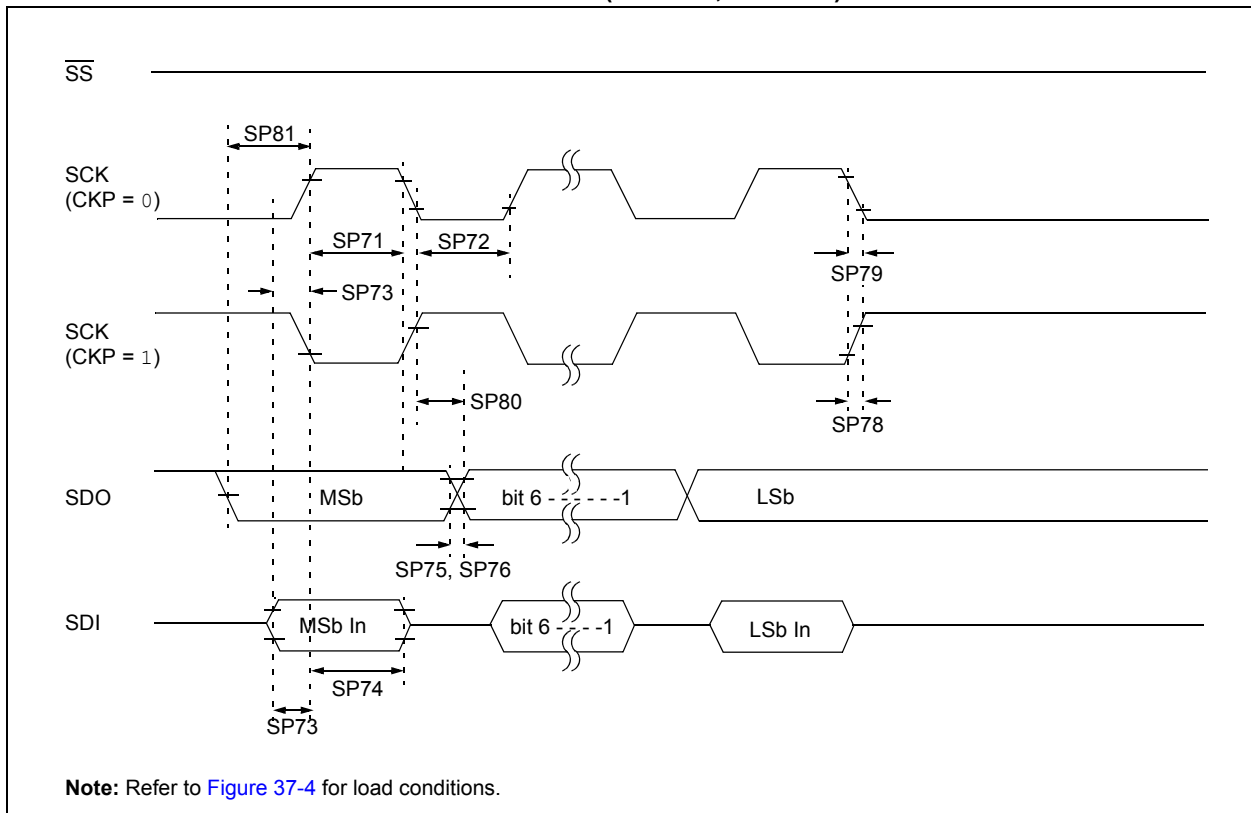 SS
SP81
SCK
(CKP = 0)
SP71
SP72
SP79
SP73
SCK
(CKP = 1)
SP80
SP78
SDO
MSb
bit 6 - - - - - - -1
LSb
SP75, SP76
SDI
MSb In
bit 6 - - - - -1
LSb In
SP74
SP73
Note: Refer to Figure 37-4 for load conditions.